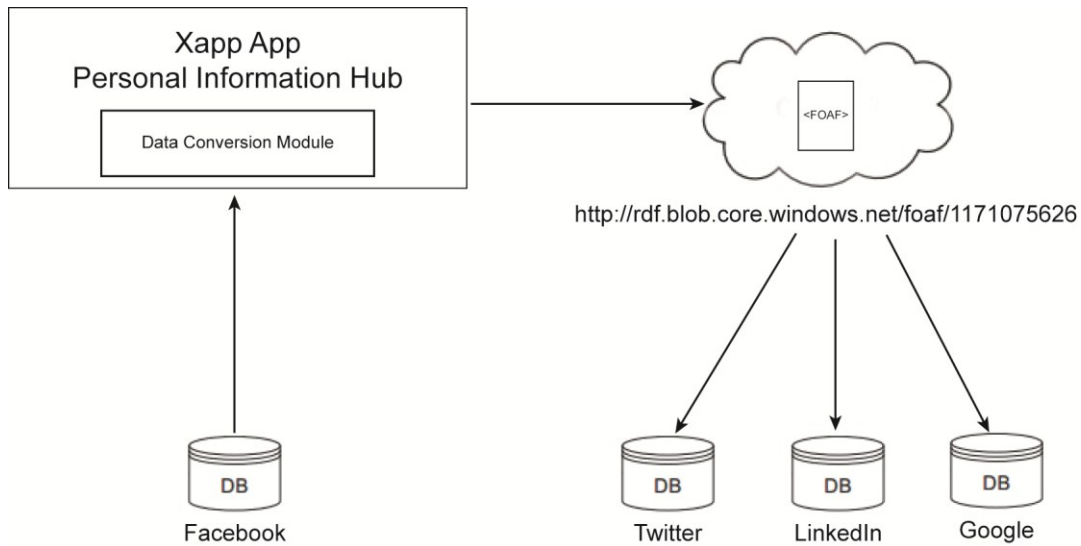 Xapp App
Personal Information Hub
Data Conversion Module
<FOAF>
http://rdf.blob.core.windows.net/foaf/1171075626
DB
Facebook
DB
Twitter
DB
LinkedIn
DB
Google